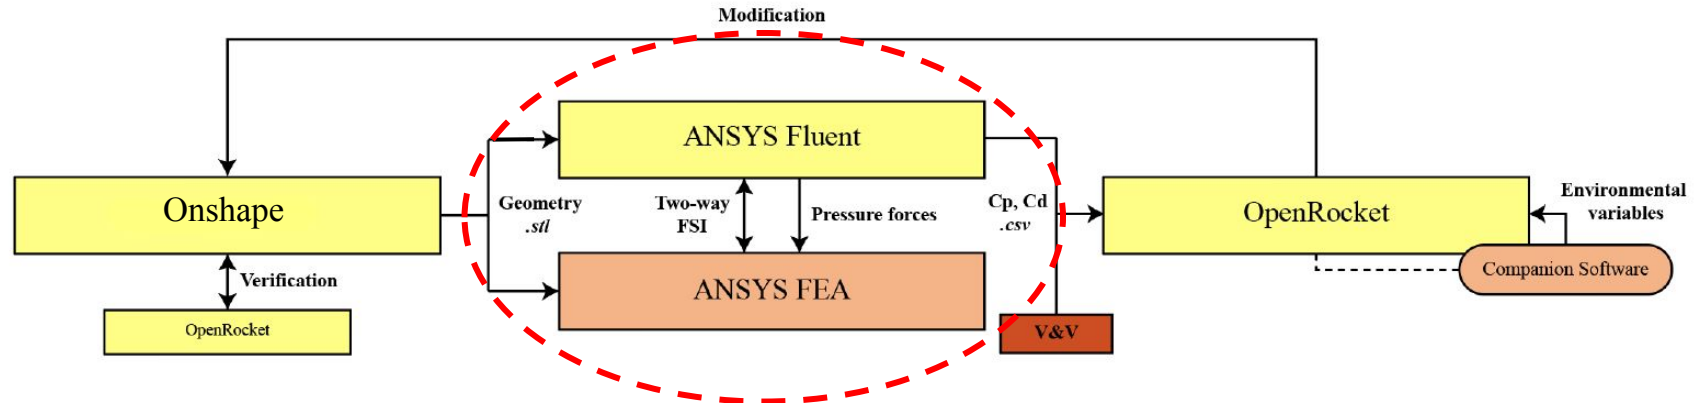 Modification
ANSYS Fluent
Onshape
Geometry
.stl
Two-way
FSI
Pressure forces
Cp, Cd
.csv
OpenRocket
Environmental
variables
Verification
ANSYS FEA
Companion Software
OpenRocket
V&V